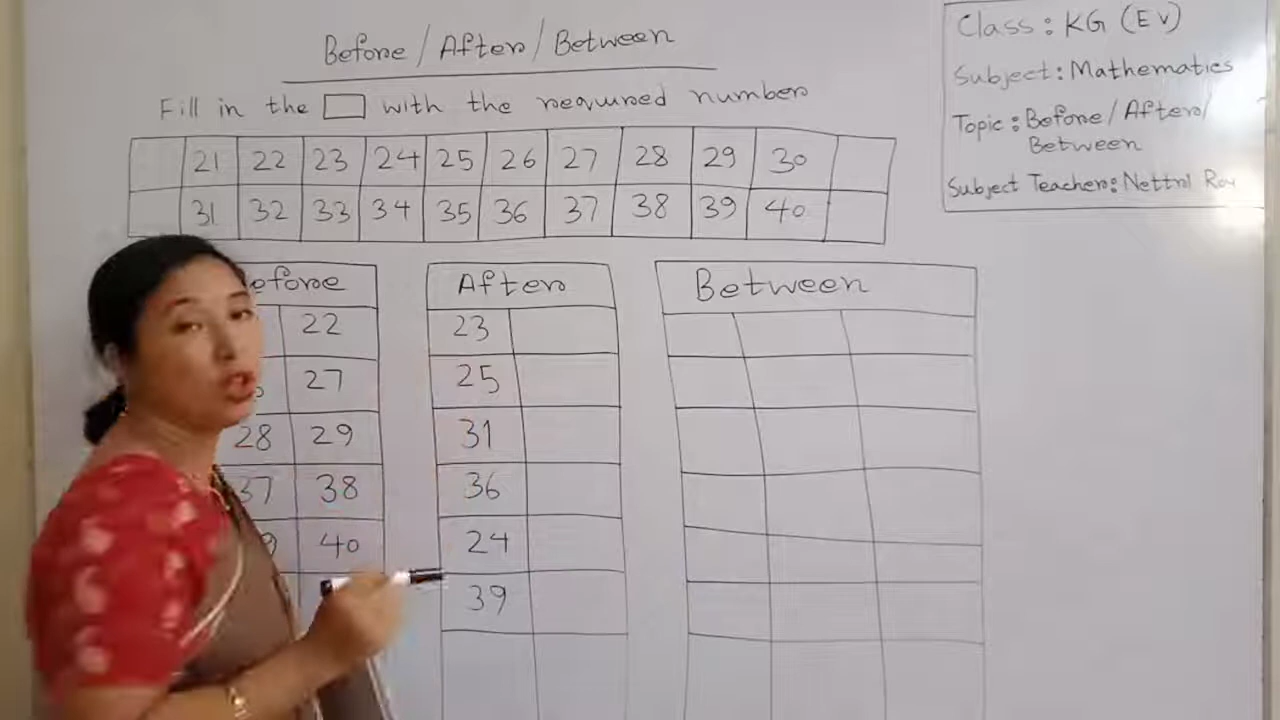 Before / After / Between
Fill in the with the required number
21 22 23 24 25 26 27 28 29 30
31 32 33 34 35 36 37 38 39 40
Class: KG (EV)
Subject: Mathematics
Topic: Before / After /
Between
Subject Teacher:
efore
22
27
28 29
37 38
40
After
23
25
31
36
24
39
Between